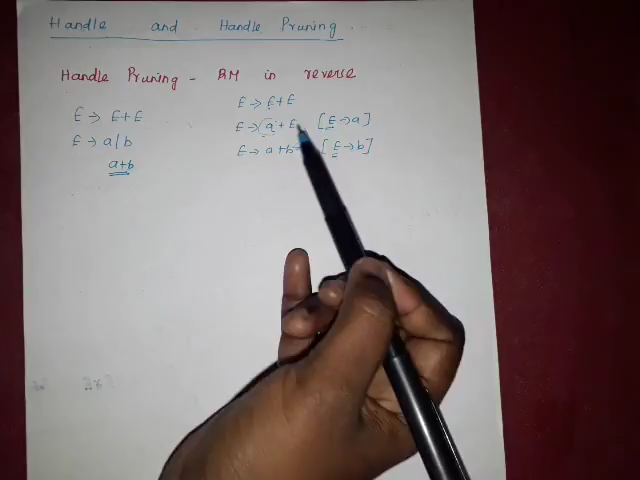 Handle and Handle Pruning.
Handle Pruning - RM in reverse
E → E+E
E → a|b
a+b
E → E+E
E → a+E [E→a]
E → a+b [E→b]